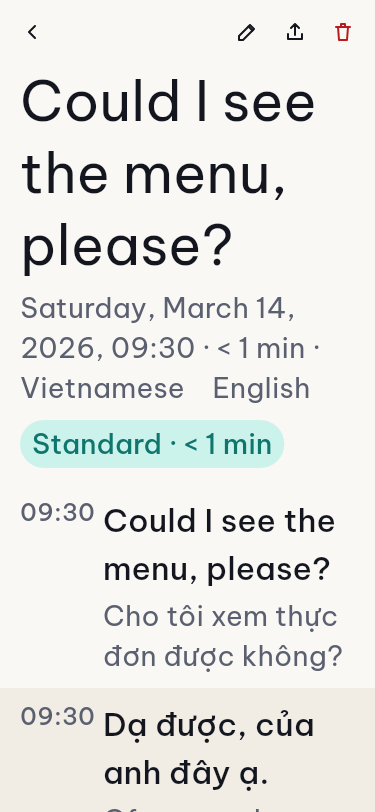 Could I see
the menu,
please?
Saturday, March 14,
2026, 09:30 · < 1 min ·
Vietnamese English
Standard · < 1 min
09:30 Could I see the
menu, please?
Cho tôi xem thực
đơn được không?
09:30 Dạ được, của
anh đây ạ.